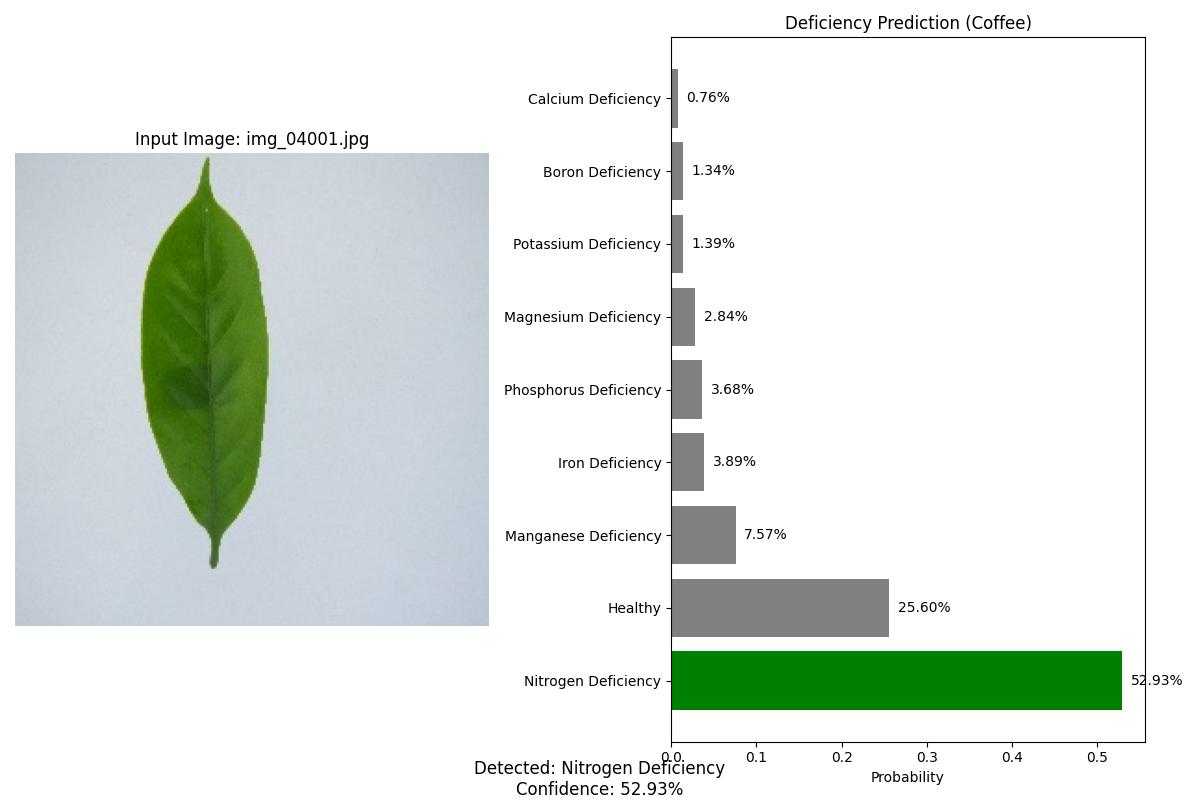 Input Image: img_04001.jpg
Deficiency Prediction (Coffee)
Calcium Deficiency
0.76%
Boron Deficiency
1.34%
Potassium Deficiency
1.39%
Magnesium Deficiency
2.84%
Phosphorus Deficiency
3.68%
Iron Deficiency
3.89%
Manganese Deficiency
7.57%
Healthy
25.60%
Nitrogen Deficiency
52.93%
0.0 0.1 0.2 0.3 0.4 0.5
Probability
Detected: Nitrogen Deficiency
Confidence: 52.93%